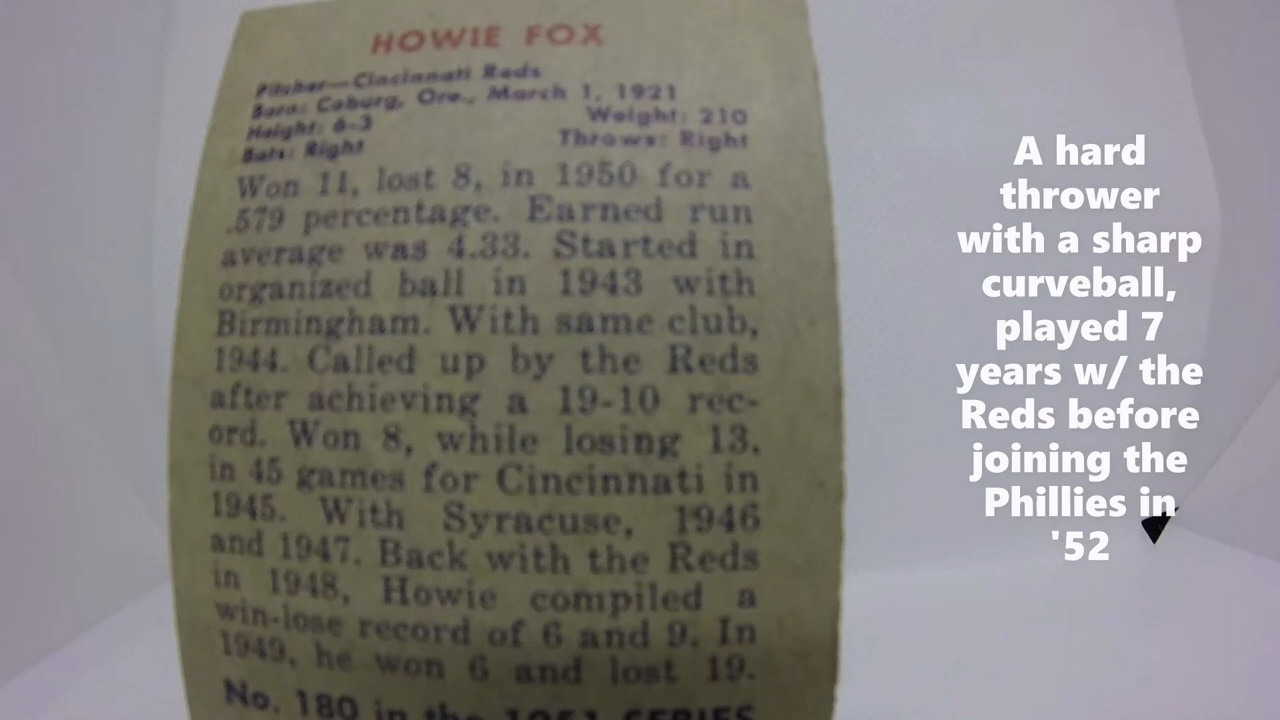 HOWIE FOX
Pitcher—Cincinnati Reds
Born: Coburg, Ore., March 1, 1921
Height: 6-3 Weight: 210
Bats: Right Throws: Right
Won 11, lost 8, in 1950 for a
.579 percentage. Earned run
average was 4.33. Started in
organized ball in 1943 with
Birmingham. With same club,
1944. Called up by the Reds
after achieving a 19-10 rec-
ord. Won 8, while losing 13,
in 45 games for Cincinnati in
1945. With Syracuse, 1946
and 1947. Back with the Reds
in 1948, Howie compiled a
win-lose record of 6 and 9. In
1949, he won 6 and lost 19.
No. 180 in the 1951 SERIES
A hard
thrower
with a sharp
curveball,
played 7
years w/ the
Reds before
joining the
Phillies in
'52